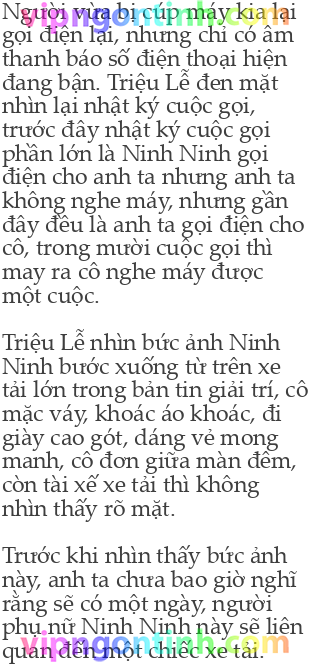 Người vừa bị cúp máy kia lại
gọi điện lại, nhưng chỉ có âm
thanh báo số điện thoại hiện
đang bận. Triệu Lễ đen mặt
nhìn lại nhật ký cuộc gọi,
trước đây nhật ký cuộc gọi
phần lớn là Ninh Ninh gọi
điện cho anh ta nhưng anh ta
không nghe máy, nhưng gần
đây đều là anh ta gọi điện cho
cô, trong mười cuộc gọi thì
may ra cô nghe máy được
một cuộc.
Triệu Lễ nhìn bức ảnh Ninh
Ninh bước xuống từ trên xe
tải lớn trong bản tin giải trí, cô
mặc váy, khoác áo khoác, đi
giày cao gót, dáng vẻ mong
manh, cô đơn giữa màn đêm,
còn tài xế xe tải thì không
nhìn thấy rõ mặt.
Trước khi nhìn thấy bức ảnh
này, anh ta chưa bao giờ nghĩ
rằng sẽ có một ngày, người
phụ nữ Ninh Ninh này sẽ liên
quan đến một chiếc xe tải.
vipngontinh.com
vipngontinh.com
vipngontinh.com